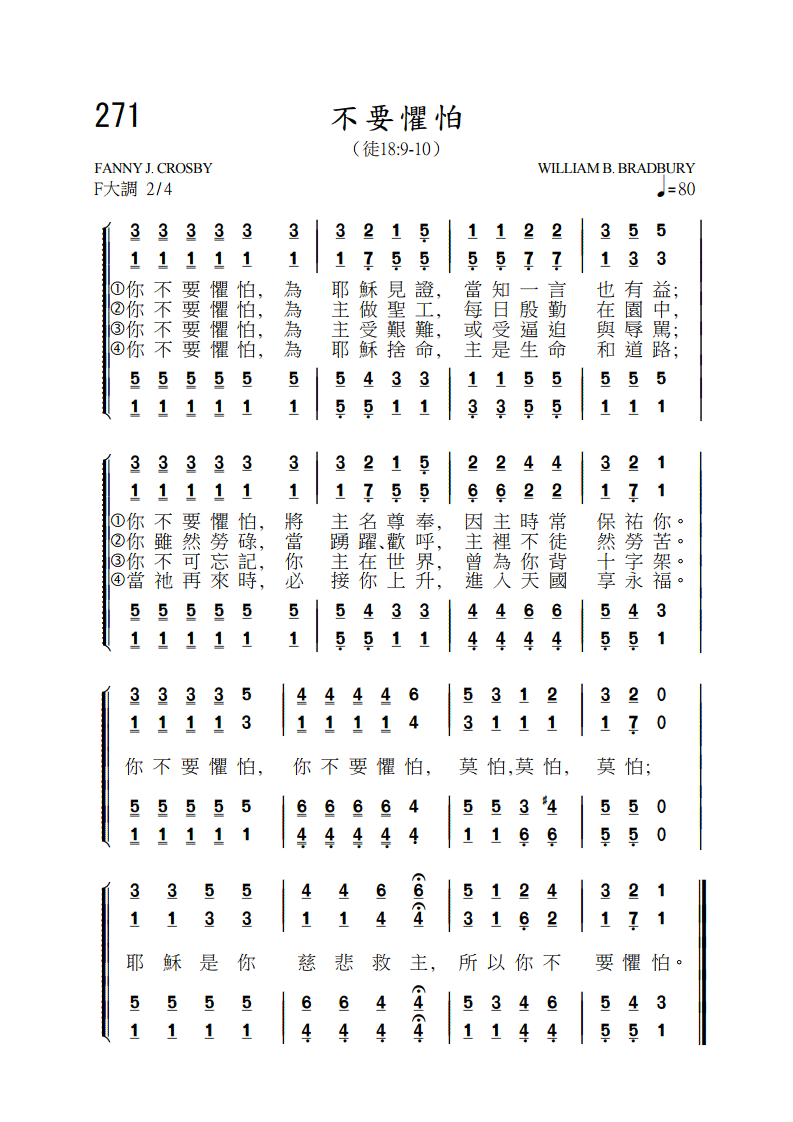 271
不要懼怕
（徒18:9-10）
FANNY J. CROSBY WILLIAM B. BRADBURY
F大調 2/4 ♩=80
3 3 3 3 3 3 | 3 2 1 5 | 1 1 2 2 | 3 5 5
1 1 1 1 1 1 | 1 7 5 5 | 5 5 7 7 | 1 3 3
①你不要懼怕，為 耶穌見證，當知一言 也有益；
②你不要懼怕，為 主做聖工，每日殷勤 在園中，
③你不要懼怕，為 主受艱難，或受逼迫 與辱罵；
④你不要懼怕，為 耶穌捨命，主是生命 和道路；
5 5 5 5 5 5 | 5 4 3 3 | 1 1 5 5 | 5 5 5
1 1 1 1 1 1 | 5 5 1 1 | 3 3 5 5 | 1 1 1
3 3 3 3 3 3 | 3 2 1 5 | 2 2 4 4 | 3 2 1
1 1 1 1 1 1 | 1 7 5 5 | 6 6 2 2 | 1 7 1
①你不要懼怕，將 主名尊奉，因主時常 保祐你。
②你雖然勞碌，當 踴躍、歡呼，主裡不徒 然勞苦。
③你不可忘記，你 主在世界，曾為你背 十字架。
④當祂再來時，必 接你上升，進入天國 享永福。
5 5 5 5 5 5 | 5 4 3 3 | 4 4 6 6 | 5 4 3
1 1 1 1 1 1 | 5 5 1 1 | 4 4 4 4 | 5 5 1
3 3 3 3 5 | 4 4 4 4 6 | 5 3 1 2 | 3 2 0
1 1 1 1 3 | 1 1 1 1 4 | 3 1 1 1 | 1 7 0
你不要懼怕，你不要懼怕，莫怕，莫怕，莫怕；
5 5 5 5 5 | 6 6 6 6 4 | 5 5 3 ♯4 | 5 5 0
1 1 1 1 1 | 4 4 4 4 4 | 1 1 6 6 | 5 5 0
3 3 5 5 | 4 4 6 6 | 5 1 2 4 | 3 2 1
1 1 3 3 | 1 1 4 4 | 3 1 6 2 | 1 7 1
耶穌是你 慈悲救主，所以你不 要懼怕。
5 5 5 5 | 6 6 4 4 | 5 3 4 6 | 5 4 3
1 1 1 1 | 4 4 4 4 | 1 1 4 4 | 5 5 1